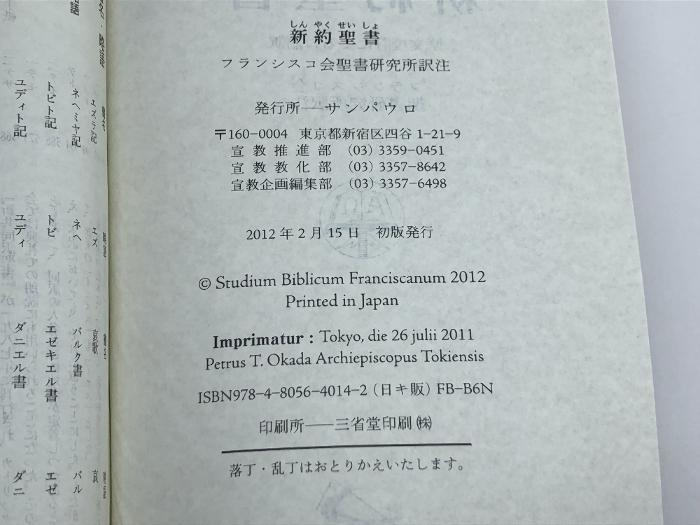 しん やく せい しょ
新約聖書
フランシスコ会聖書研究所訳注
発行所——サンパウロ
〒160-0004 東京都新宿区四谷 1-21-9
宣教推進部 (03) 3359-0451
宣教教化部 (03) 3357-8642
宣教企画編集部 (03) 3357-6498
2012年2月15日 初版発行
© Studium Biblicum Franciscanum 2012
Printed in Japan
Imprimatur : Tokyo, die 26 julii 2011
Petrus T. Okada Archiepiscopus Tokiensis
ISBN978-4-8056-4014-2 (日キ販) FB-B6N
印刷所——三省堂印刷㈱
落丁・乱丁はおとりかえいたします。
エズラ記
ネヘミヤ記
トビト記
ユディト記
エズ
ネヘ
トビ
ユディ
哀歌
バルク書
エゼキエル書
ダニエル書
哀
バル
エゼ
ダニ